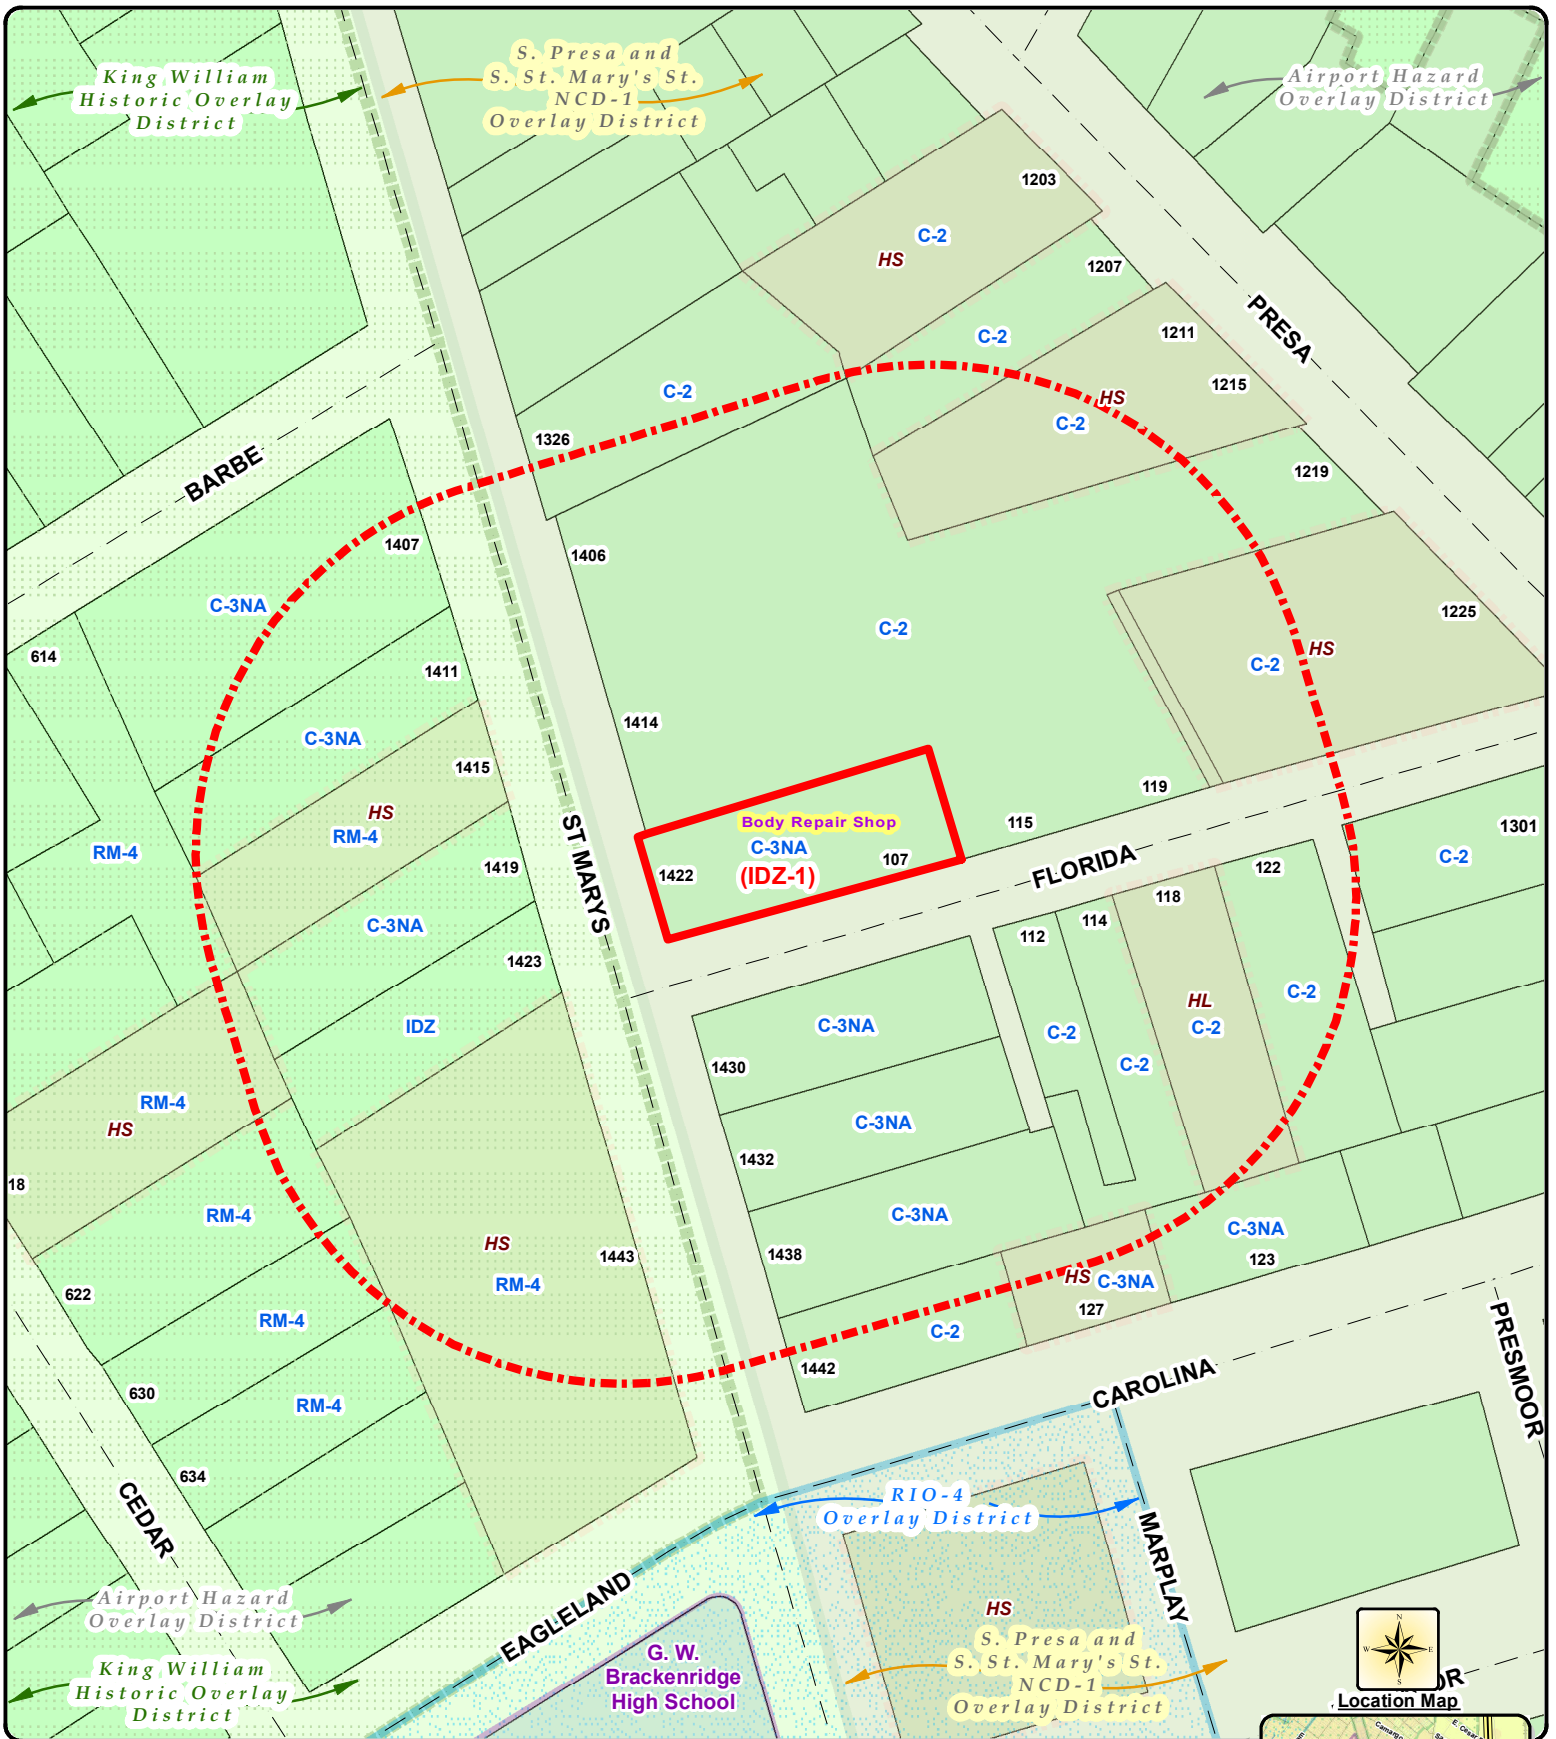 King William
Historic Overlay
District
S. Presa and
S. St. Mary's St.
NCD-1
Overlay District
Airport Hazard
Overlay District
1203
C-2
HS
1207
PRESA
C-2
1211
1215
HS
C-2
C-2
1326
BARBE
1219
1407
1406
C-3NA
1225
C-2
HS
C-2
614
1411
1414
C-3NA
1415
119
HS
RM-4
Body Repair Shop
115
1301
C-3NA
107
(IDZ-1)
1422
RM-4
C-2
ST MARYS
FLORIDA
1419
122
118
114
112
C-3NA
1423
HL
C-2
C-2
IDZ
C-3NA
C-2
C-2
1430
RM-4
HS
C-3NA
1432
18
RM-4
C-3NA
HS
1443
1438
C-3NA
123
RM-4
HS
C-3NA
127
622
RM-4
C-2
1442
CAROLINA
PRESMOOR
630
RM-4
634
CEDAR
RIO-4
Overlay District
MARPLAY
Airport Hazard
Overlay District
EAGLELAND
HS
G. W.
Brackenridge
High School
S. Presa and
S. St. Mary's St.
NCD-1
Overlay District
King William
Historic Overlay
District
N
W
E
S
OR
Location Map
Camargo
E. Cesar